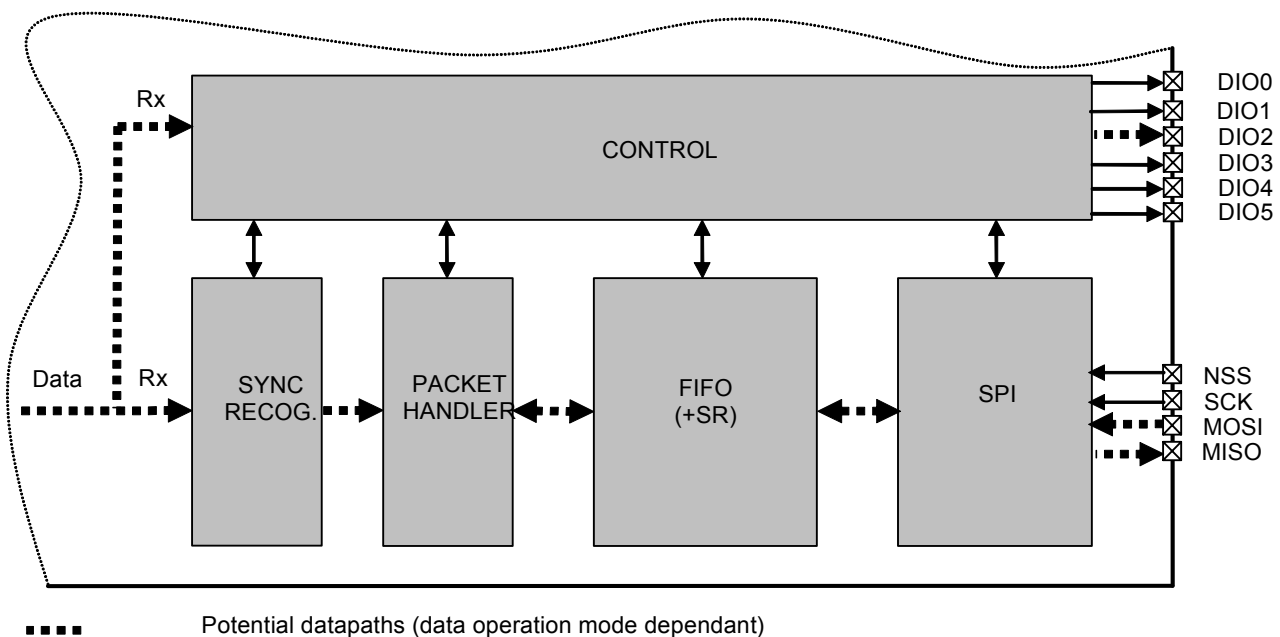 Rx
CONTROL
DIO0
DIO1
DIO2
DIO3
DIO4
DIO5
Data
Rx
SYNC
RECOG.
PACKET
HANDLER
FIFO
(+SR)
SPI
NSS
SCK
MOSI
MISO
Potential datapaths (data operation mode dependant)